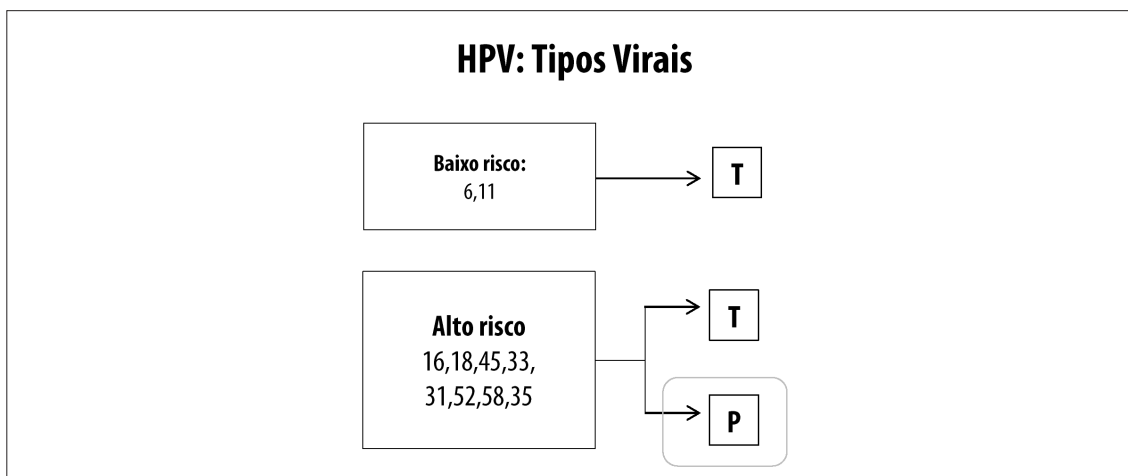 HPV: Tipos Virais
Baixo risco:
6,11
T
Alto risco
16,18,45,33,
31,52,58,35
T
P